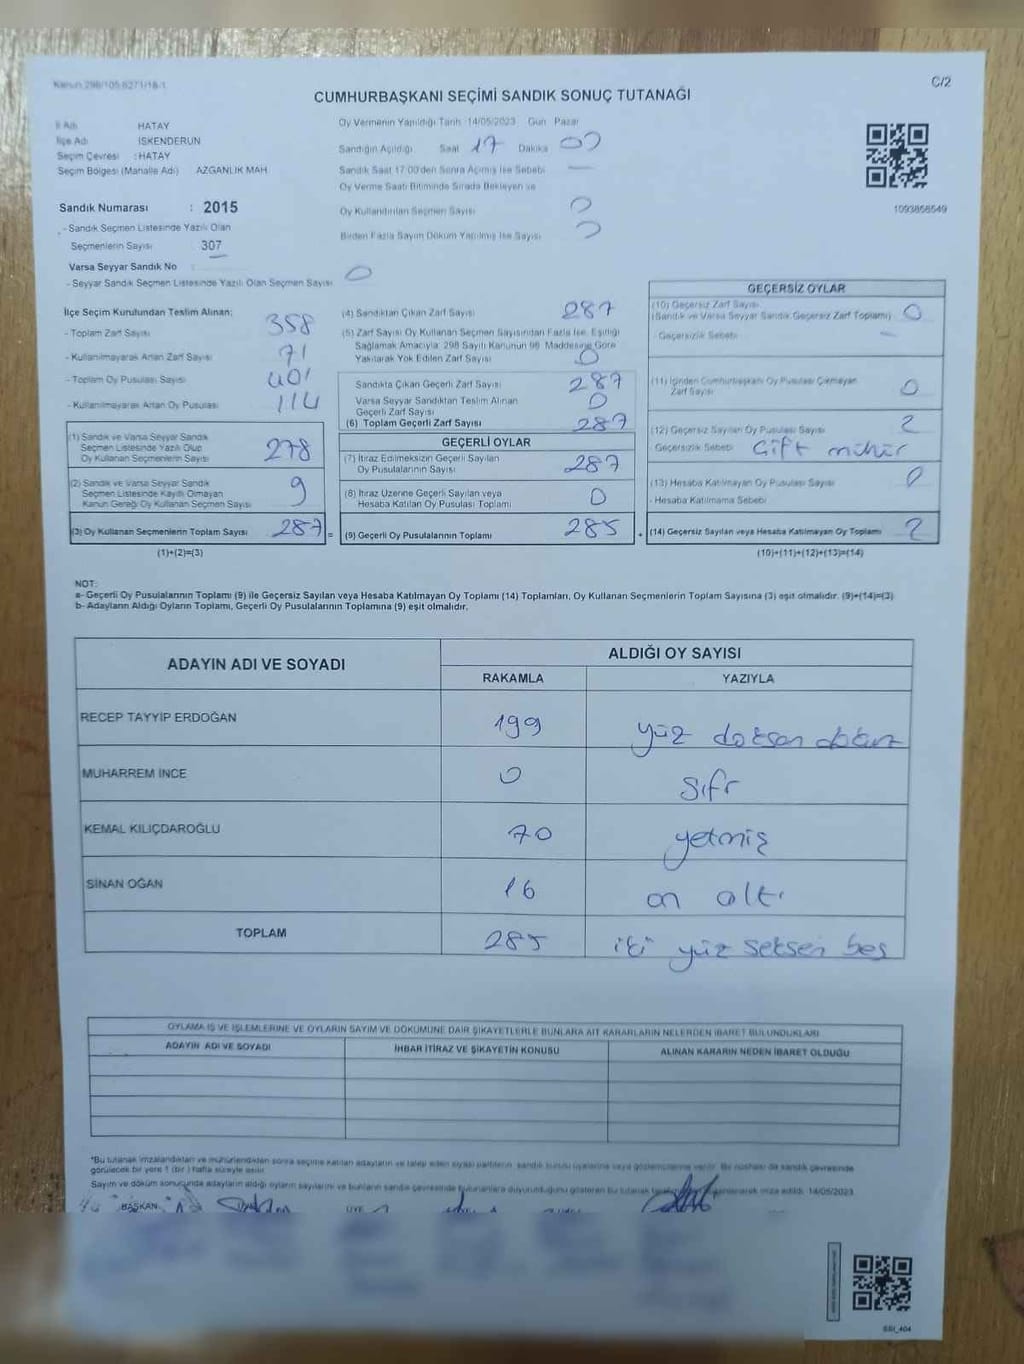 Kanun 298/105,6271/18-1
C/2
CUMHURBAŞKANI SEÇİMİ SANDIK SONUÇ TUTANAĞI
İl Adı HATAY
İlçe Adı İSKENDERUN
Seçim Çevresi : HATAY
Seçim Bölgesi (Mahalle Adı) AZGANLIK MAH
Oy Vermenin Yapıldığı Tarih :14/05/2023 Gün Pazar
Sandığın Açıldığı Saat 17 Dakika 00
Sandık Saat 17:00'den Sonra Açılmış İse Sebebi —
Oy Verme Saati Bitiminde Sırada Bekleyen ve
Oy Kullandırılan Seçmen Sayısı 0
Birden Fazla Sayım Döküm Yapılmış İse Sayısı 0
1093858549
Sandık Numarası : 2015
- Sandık Seçmen Listesinde Yazılı Olan
Seçmenlerin Sayısı 307
Varsa Seyyar Sandık No :
- Seyyar Sandık Seçmen Listesinde Yazılı Olan Seçmen Sayısı 0
İlçe Seçim Kurulundan Teslim Alınan:
- Toplam Zarf Sayısı 358
- Kullanılmayarak Artan Zarf Sayısı 71
- Toplam Oy Pusulası Sayısı 401
- Kullanılmayarak Artan Oy Pusulası 114
(1) Sandık ve Varsa Seyyar Sandık
Seçmen Listesinde Yazılı Olup
Oy Kullanan Seçmenlerin Sayısı 278
(2) Sandık ve Varsa Seyyar Sandık
Seçmen Listesinde Kayıtlı Olmayan
Kanun Gereği Oy Kullanan Seçmen Sayısı 9
(3) Oy Kullanan Seçmenlerin Toplam Sayısı 287 =
(1)+(2)=(3)
(4) Sandıktan Çıkan Zarf Sayısı 287
(5) Zarf Sayısı Oy Kullanan Seçmen Sayısından Fazla İse, Eşitliği
Sağlamak Amacıyla; 298 Sayılı Kanunun 98. Maddesine Göre
Yakılarak Yok Edilen Zarf Sayısı 0
Sandıkta Çıkan Geçerli Zarf Sayısı 287
Varsa Seyyar Sandıktan Teslim Alınan
Geçerli Zarf Sayısı 0
(6) Toplam Geçerli Zarf Sayısı 287
GEÇERLİ OYLAR
(7) İtiraz Edilmeksizin Geçerli Sayılan
Oy Pusulalarının Sayısı 287
(8) İtiraz Üzerine Geçerli Sayılan veya
Hesaba Katılan Oy Pusulası Toplamı 0
(9) Geçerli Oy Pusulalarının Toplamı 285 +
GEÇERSİZ OYLAR
(10) Geçersiz Zarf Sayısı
(Sandık ve Varsa Seyyar Sandık Geçersiz Zarf Toplamı) 0
- Geçersizlik Sebebi —
(11) İçinden Cumhurbaşkanı Oy Pusulası Çıkmayan
Zarf Sayısı 0
(12) Geçersiz Sayılan Oy Pusulası Sayısı 2
- Geçersizlik Sebebi Çift mühür
(13) Hesaba Katılmayan Oy Pusulası Sayısı 0
- Hesaba Katılmama Sebebi
(14) Geçersiz Sayılan veya Hesaba Katılmayan Oy Toplamı 2
(10)+(11)+(12)+(13)=(14)
NOT:
a- Geçerli Oy Pusulalarının Toplamı (9) ile Geçersiz Sayılan veya Hesaba Katılmayan Oy Toplamı (14) Toplamları, Oy Kullanan Seçmenlerin Toplam Sayısına (3) eşit olmalıdır. (9)+(14)=(3)
b- Adayların Aldığı Oyların Toplamı, Geçerli Oy Pusulalarının Toplamına (9) eşit olmalıdır.
ADAYIN ADI VE SOYADI ALDIĞI OY SAYISI
RAKAMLA YAZIYLA
RECEP TAYYİP ERDOĞAN 199 yüz doksan dokuz
MUHARREM İNCE 0 sıfır
KEMAL KILIÇDAROĞLU 70 yetmiş
SİNAN OĞAN 16 on altı
TOPLAM 285 iki yüz seksen beş
OYLAMA İŞ VE İŞLEMLERİNE VE OYLARIN SAYIM VE DÖKÜMÜNE DAİR ŞİKAYETLERLE BUNLARA AİT KARARLARIN NELERDEN İBARET BULUNDUKLARI
ADAYIN ADI VE SOYADI İHBAR İTİRAZ VE ŞİKAYETİN KONUSU ALINAN KARARIN NEDEN İBARET OLDUĞU
*Bu tutanak imzalandıktan ve mühürlendikten sonra seçime katılan adayların ve talep eden siyasi partilerin, sandık kurulu üyelerine veya gözlemcilerine verilir. Bir nüshası da sandık çevresinde
görülecek bir yere 1 (bir) hafta süreyle asılır.
Sayım ve döküm sonucunda adayların aldığı oyların sayılarını ve bunların sandık çevresinde bulunanlara duyurulduğunu gösteren bu tutanak imza edildi. 14/05/2023
BAŞKAN ÜYE
SSI_404